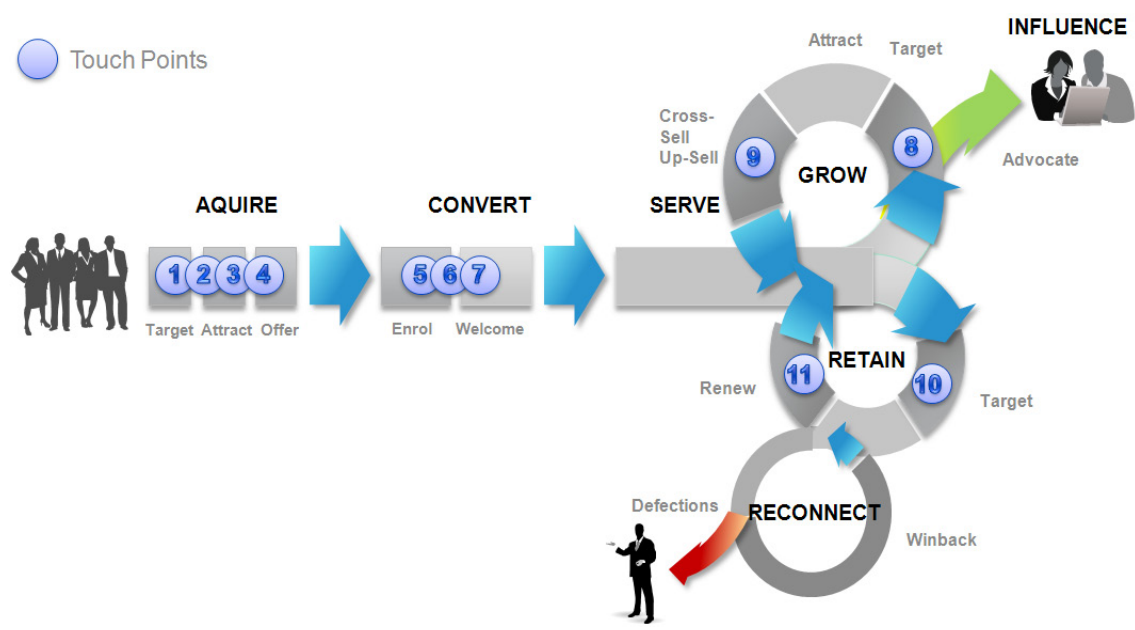 Touch Points
INFLUENCE
Attract
Target
Cross-
Sell
Up-Sell
9
8
GROW
Advocate
AQUIRE
CONVERT
SERVE
1 2 3 4
5 6 7
Target Attract Offer
Enrol Welcome
RETAIN
Renew
11
10
Target
Defections
RECONNECT
Winback